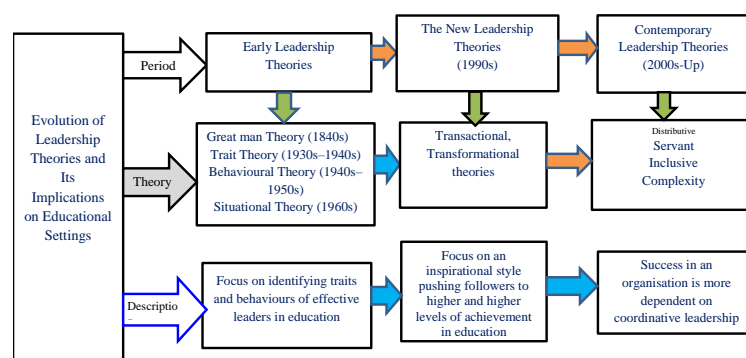 Evolution of
Leadership
Theories and
Its
Implications
on Educational
Settings
Period
Early Leadership
Theories
The New Leadership
Theories
(1990s)
Contemporary
Leadership Theories
(2000s-Up)
Theory
Great man Theory (1840s)
Trait Theory (1930s–1940s)
Behavioural Theory (1940s–
1950s)
Situational Theory (1960s)
Transactional,
Transformational
theories
Distributive
Servant
Inclusive
Complexity
Descriptio
Focus on identifying traits
and behaviours of effective
leaders in education
Focus on an
inspirational style
pushing followers to
higher and higher
levels of achievement
in education
Success in an
organisation is more
dependent on
coordinative leadership